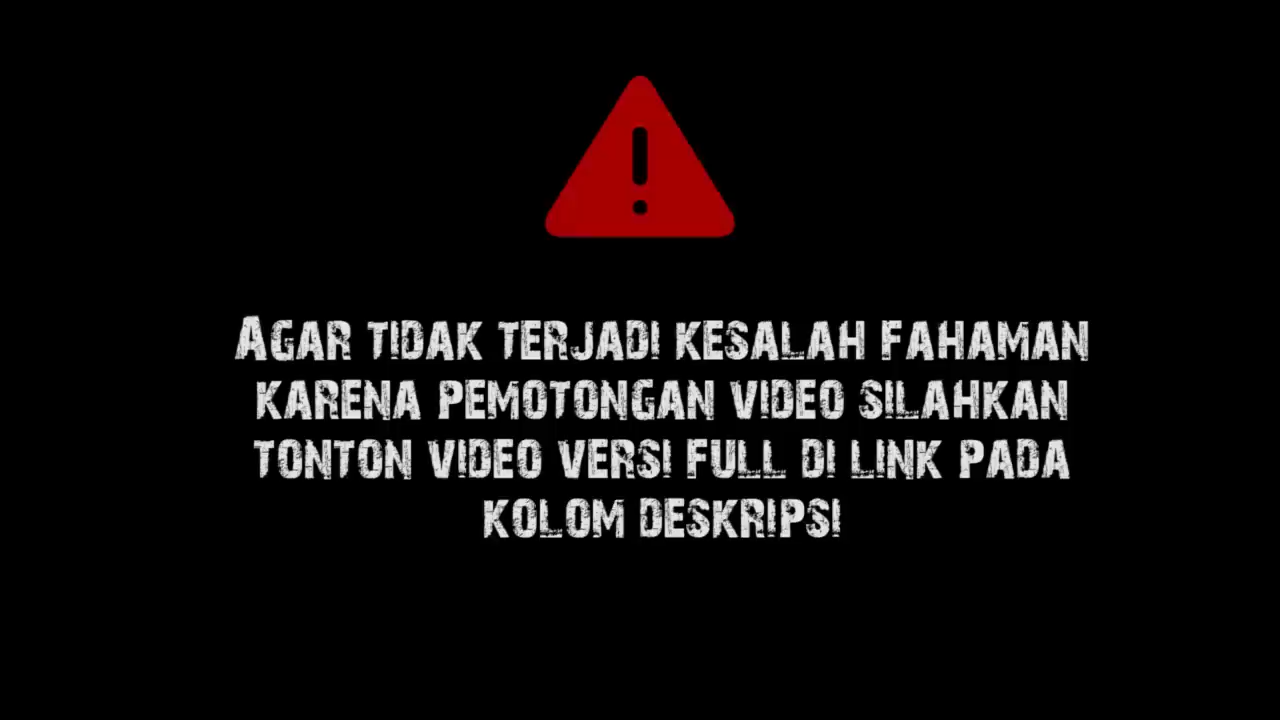 AGAR TIDAK TERJADI KESALAH FAHAMAN
KARENA PEMOTONGAN VIDEO SILAHKAN
TONTON VIDEO VERSI FULL DI LINK PADA
KOLOM DESKRIPSI